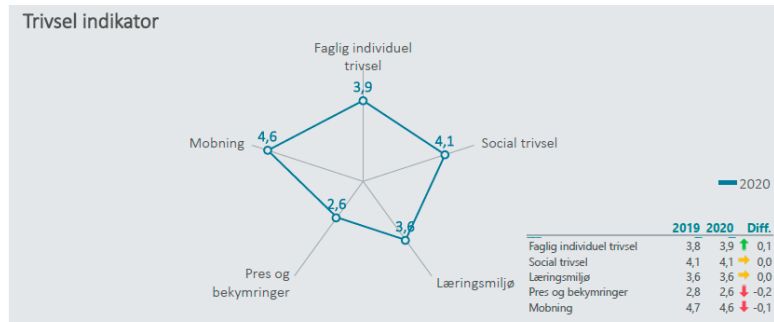 Trivsel indikator
Faglig individuel
trivsel
3,9
4,6
4,1
Mobning
Social trivsel
2020
2,6
3,6
Pres og
bekymringer
Læringsmiljø
2019 2020 Diff.
Faglig individuel trivsel 3,8 3,9 0,1
Social trivsel 4,1 4,1 0,0
Læringsmiljø 3,6 3,6 0,0
Pres og bekymringer 2,8 2,6 -0,2
Mobning 4,7 4,6 -0,1